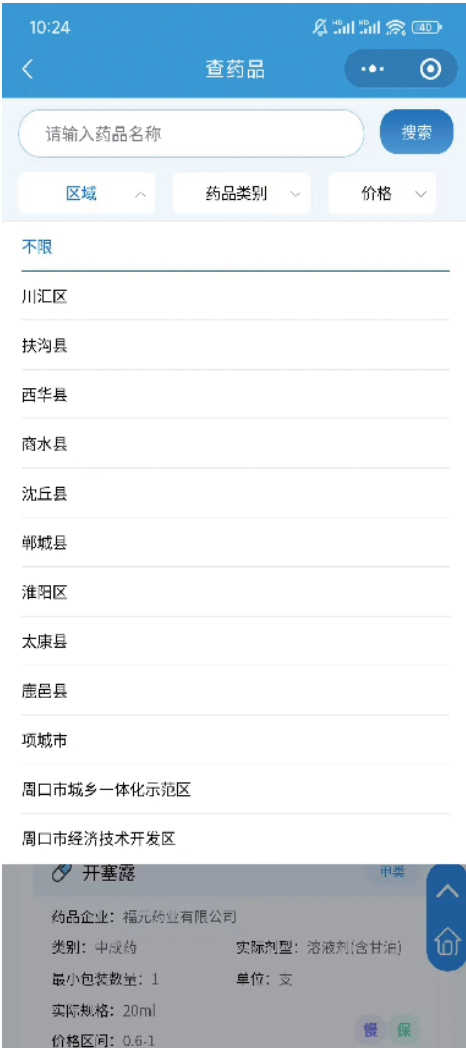 10:24
40
查药品
请输入药品名称
搜索
区域
药品类别
价格
不限
川汇区
扶沟县
西华县
商水县
沈丘县
郸城县
淮阳区
太康县
鹿邑县
项城市
周口市城乡一体化示范区
周口市经济技术开发区
开塞露
甲类
药品企业：福元药业有限公司
类别：中成药 实际剂型：溶液剂(含甘油)
最小包装数量：1 单位：支
实际规格：20ml
价格区间：0.6-1
慢 保